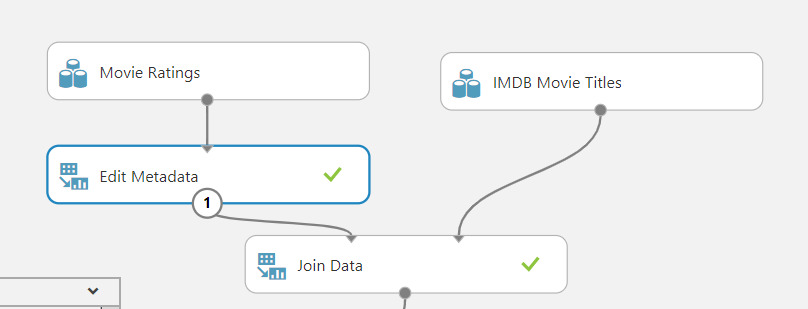 Movie Ratings
IMDB Movie Titles
Edit Metadata
1
Join Data